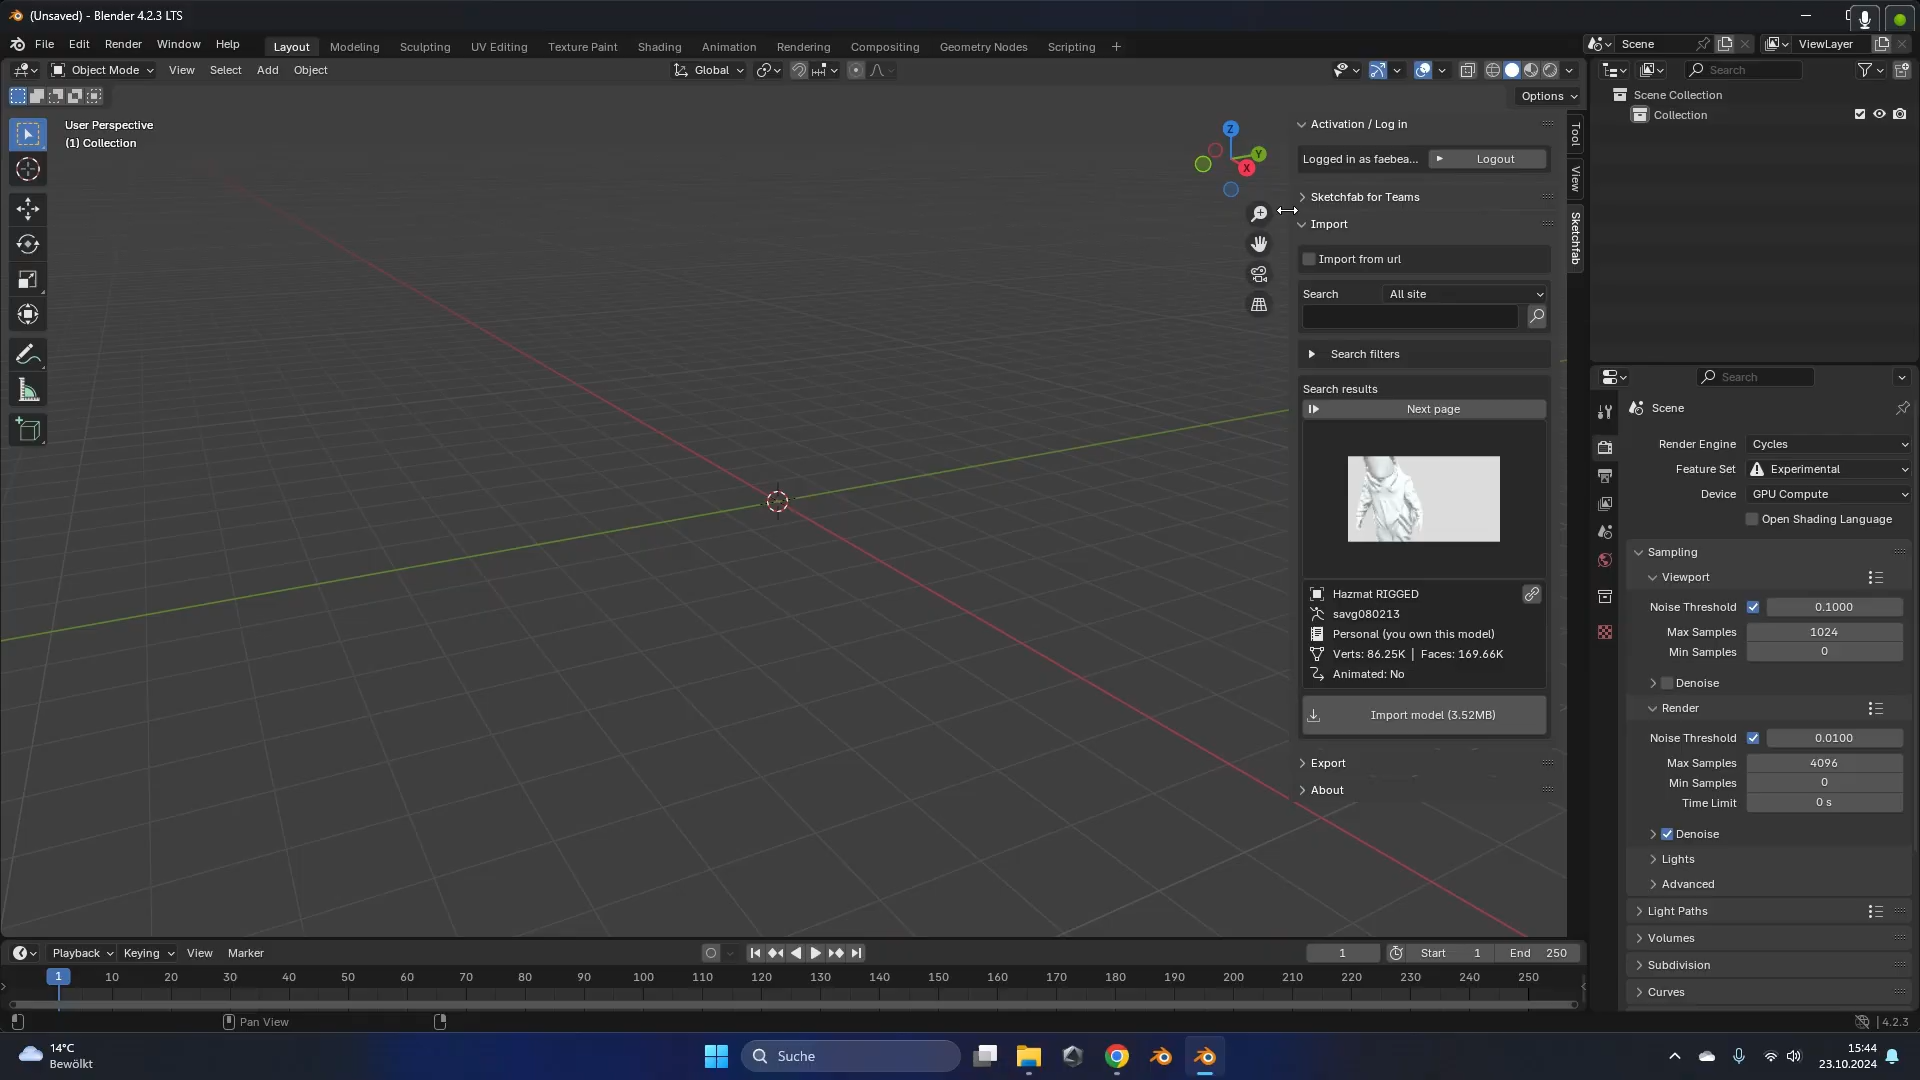 (Unsaved) - Blender 4.2.3 LTS
File Edit Render Window Help
Layout Modeling Sculpting UV Editing Texture Paint Shading Animation Rendering Compositing Geometry Nodes Scripting +
Scene
ViewLayer
Object Mode View Select Add Object
Global
Search
Options
User Perspective
(1) Collection
Z
Y
X
Activation / Log in
Logged in as faebea...
Logout
Sketchfab for Teams
Import
Import from url
Search All site
Search filters
Search results
Next page
Hazmat RIGGED
savg080213
Personal (you own this model)
Verts: 86.25K | Faces: 169.66K
Animated: No
Import model (3.52MB)
Export
About
Tool
View
Sketchfab
Scene Collection
Collection
Search
Scene
Render Engine Cycles
Feature Set Experimental
Device GPU Compute
Open Shading Language
Sampling
Viewport
Noise Threshold 0.1000
Max Samples 1024
Min Samples 0
Denoise
Render
Noise Threshold 0.0100
Max Samples 4096
Min Samples 0
Time Limit 0 s
Denoise
Lights
Advanced
Light Paths
Volumes
Subdivision
Curves
Playback Keying View Marker
1
Start 1
End 250
1 10 20 30 40 50 60 70 80 90 100 110 120 130 140 150 160 170 180 190 200 210 220 230 240 250
Pan View
4.2.3
14°C
Bewölkt
Suche
15:44
23.10.2024